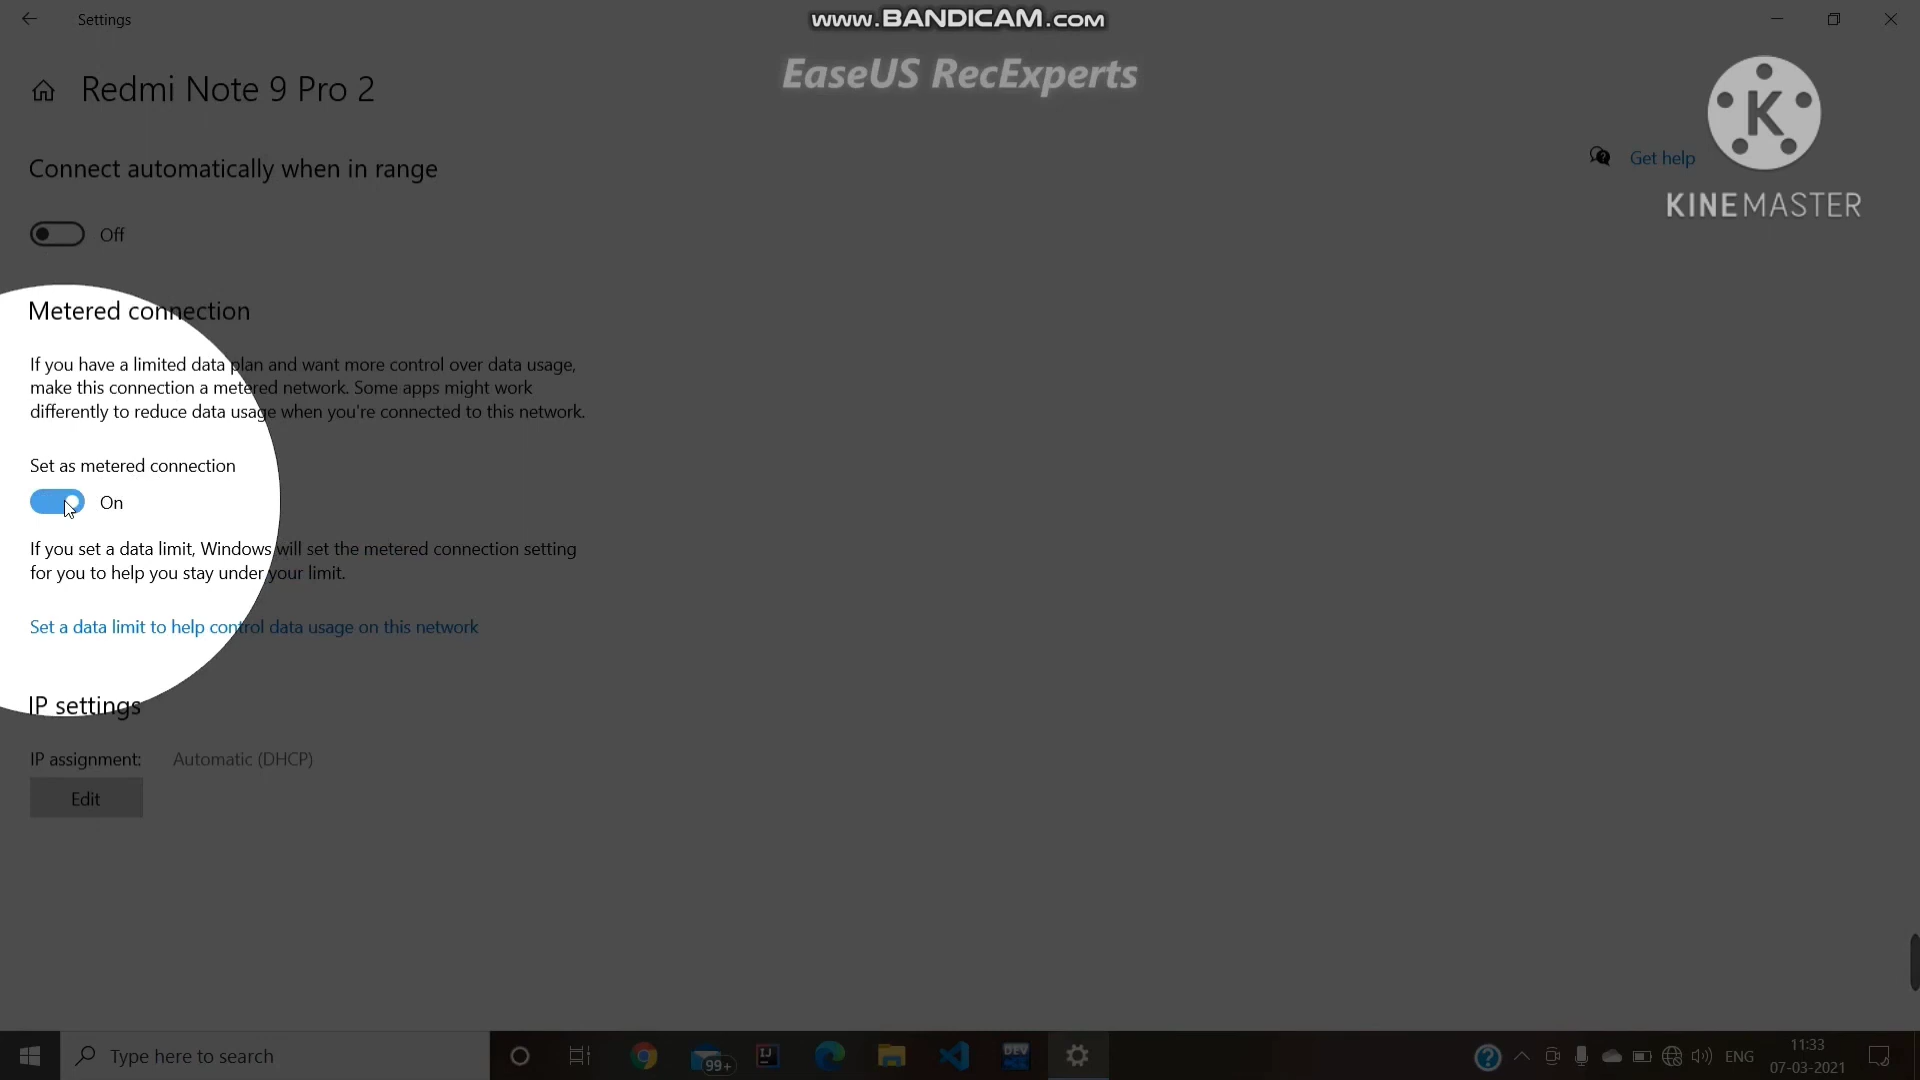 Settings
www.BANDICAM.com
EaseUS RecExperts
Redmi Note 9 Pro 2
K
KINEMASTER
Get help
Connect automatically when in range
Off
Metered connection
If you have a limited data plan and want more control over data usage,
make this connection a metered network. Some apps might work
differently to reduce data usage when you're connected to this network.
Set as metered connection
On
If you set a data limit, Windows will set the metered connection setting
for you to help you stay under your limit.
Set a data limit to help control data usage on this network
IP settings
IP assignment: Automatic (DHCP)
Edit
Type here to search
99+
IJ
DEV
ENG
11:33
07-03-2021